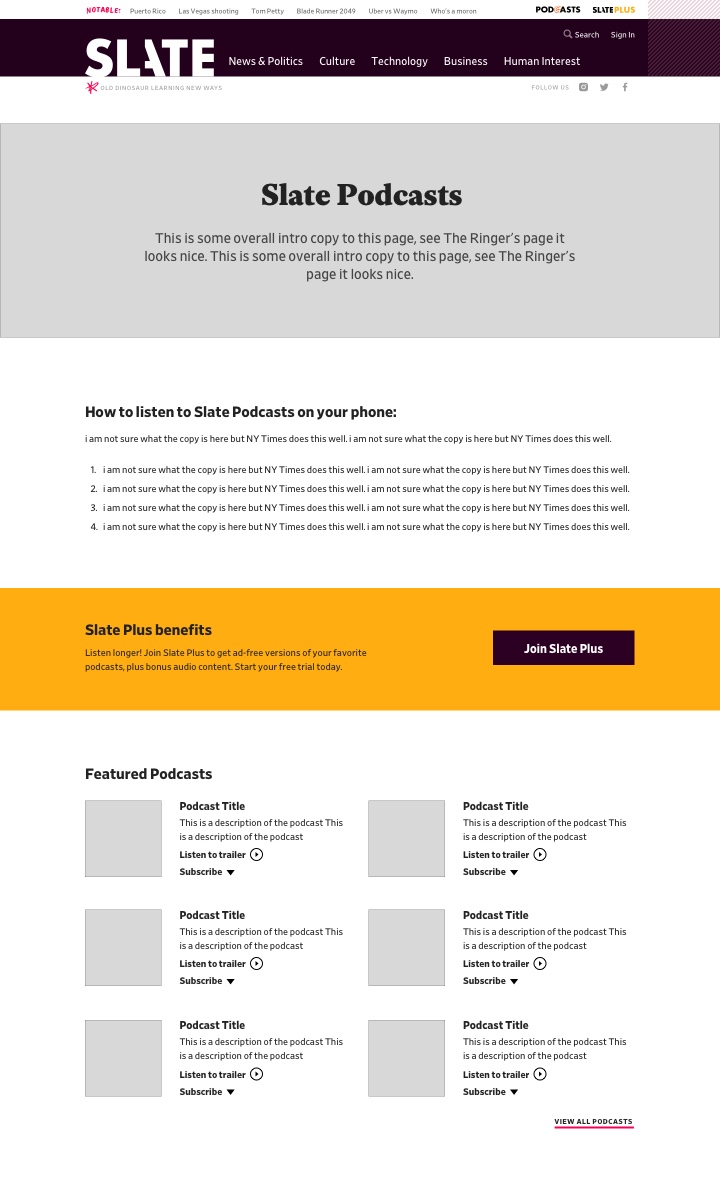 NOTABLE! Puerto Rico Las Vegas shooting Tom Petty Blade Runner 2049 Uber vs Waymo Who's a moron PODCASTS SLATEPLUS
Search Sign In
SLATE News & Politics Culture Technology Business Human Interest
OLD DINOSAUR LEARNING NEW WAYS FOLLOW US
Slate Podcasts
This is some overall intro copy to this page, see The Ringer's page it
looks nice. This is some overall intro copy to this page, see The Ringer's
page it looks nice.
How to listen to Slate Podcasts on your phone:
i am not sure what the copy is here but NY Times does this well. i am not sure what the copy is here but NY Times does this well.
1. i am not sure what the copy is here but NY Times does this well. i am not sure what the copy is here but NY Times does this well.
2. i am not sure what the copy is here but NY Times does this well. i am not sure what the copy is here but NY Times does this well.
3. i am not sure what the copy is here but NY Times does this well. i am not sure what the copy is here but NY Times does this well.
4. i am not sure what the copy is here but NY Times does this well. i am not sure what the copy is here but NY Times does this well.
Slate Plus benefits
Listen longer! Join Slate Plus to get ad-free versions of your favorite
podcasts, plus bonus audio content. Start your free trial today.
Join Slate Plus
Featured Podcasts
Podcast Title
This is a description of the podcast This
is a description of the podcast
Listen to trailer
Subscribe
Podcast Title
This is a description of the podcast This
is a description of the podcast
Listen to trailer
Subscribe
Podcast Title
This is a description of the podcast This
is a description of the podcast
Listen to trailer
Subscribe
Podcast Title
This is a description of the podcast This
is a description of the podcast
Listen to trailer
Subscribe
Podcast Title
This is a description of the podcast This
is a description of the podcast
Listen to trailer
Subscribe
Podcast Title
This is a description of the podcast This
is a description of the podcast
Listen to trailer
Subscribe
VIEW ALL PODCASTS